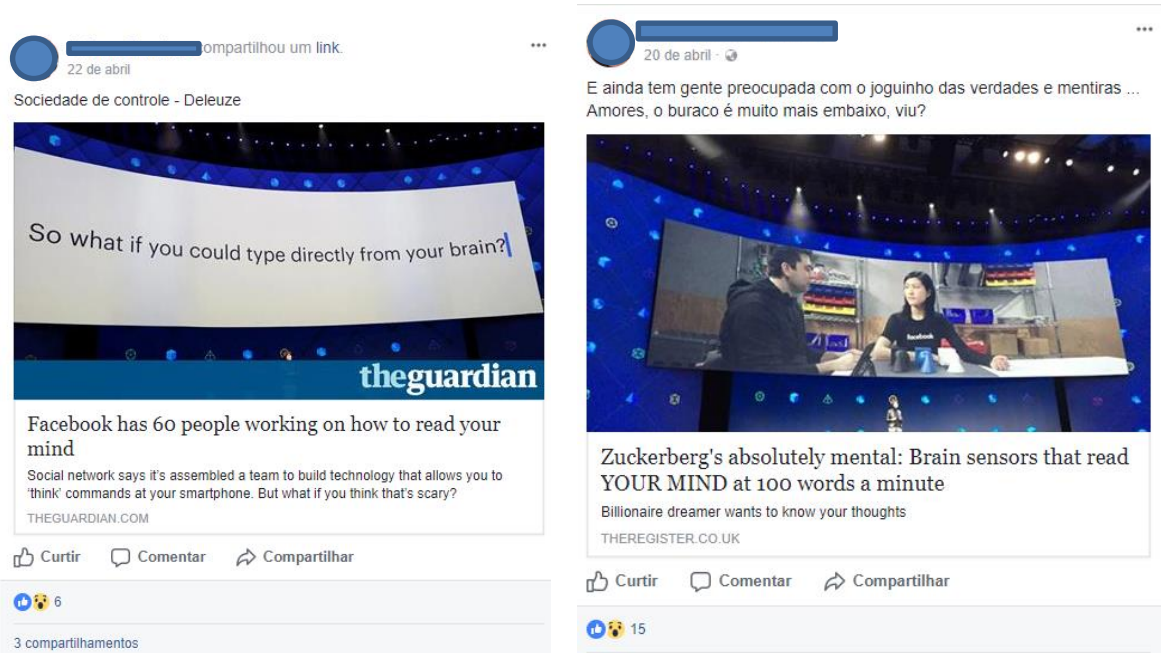 compartilhou um link.
22 de abril
Sociedade de controle - Deleuze
So what if you could type directly from your brain?
theguardian
Facebook has 60 people working on how to read your
mind
Social network says it's assembled a team to build technology that allows you to
'think' commands at your smartphone. But what if you think that's scary?
THEGUARDIAN.COM
Curtir Comentar Compartilhar
6
3 compartilhamentos
20 de abril ·
E ainda tem gente preocupada com o joguinho das verdades e mentiras ...
Amores, o buraco é muito mais embaixo, viu?
facebook
Zuckerberg's absolutely mental: Brain sensors that read
YOUR MIND at 100 words a minute
Billionaire dreamer wants to know your thoughts
THEREGISTER.CO.UK
Curtir Comentar Compartilhar
15